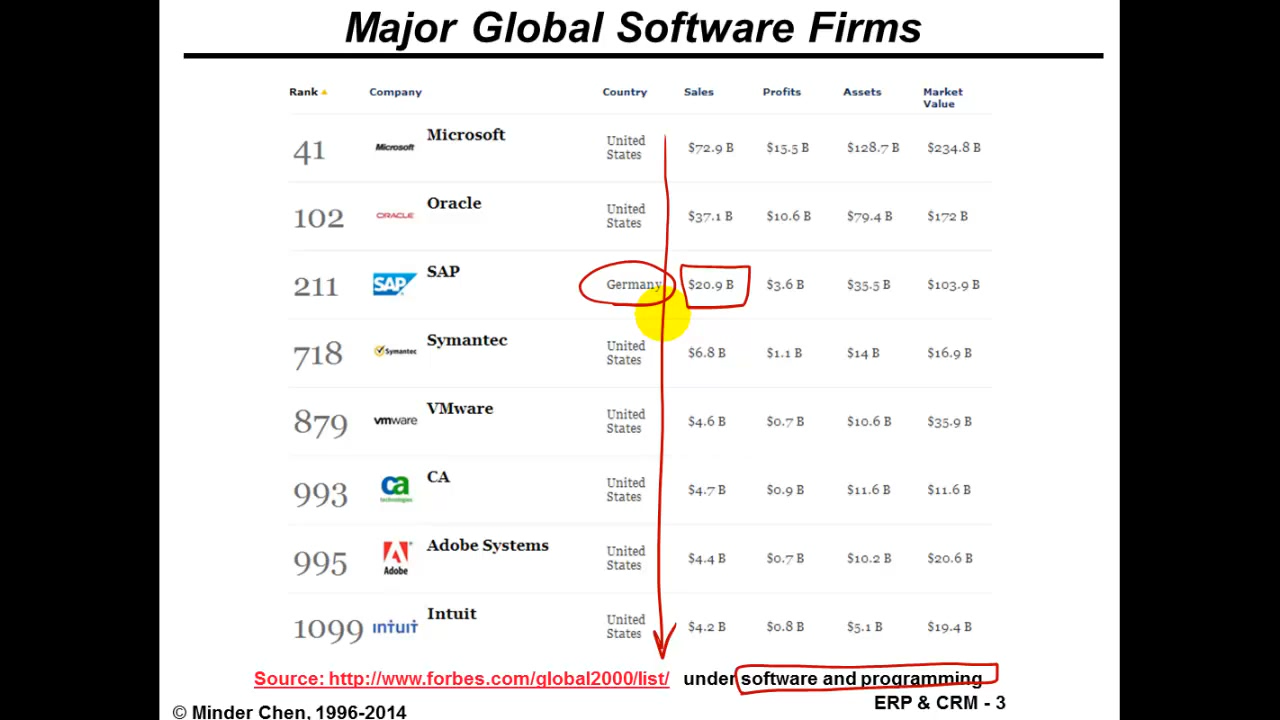 Major Global Software Firms
Rank Company Country Sales Profits Assets Market Value
41 Microsoft Microsoft United States $72.9 B $15.5 B $128.7 B $234.8 B
102 ORACLE Oracle United States $37.1 B $10.6 B $79.4 B $172 B
211 SAP SAP Germany $20.9 B $3.6 B $35.5 B $103.9 B
718 Symantec Symantec United States $6.8 B $1.1 B $14 B $16.9 B
879 vmware VMware United States $4.6 B $0.7 B $10.6 B $35.9 B
993 ca technologies CA United States $4.7 B $0.9 B $11.6 B $11.6 B
995 Adobe Adobe Systems United States $4.4 B $0.7 B $10.2 B $20.6 B
1099 intuit Intuit United States $4.2 B $0.8 B $5.1 B $19.4 B
Source: http://www.forbes.com/global2000/list/ under software and programming
ERP & CRM - 3
© Minder Chen, 1996-2014